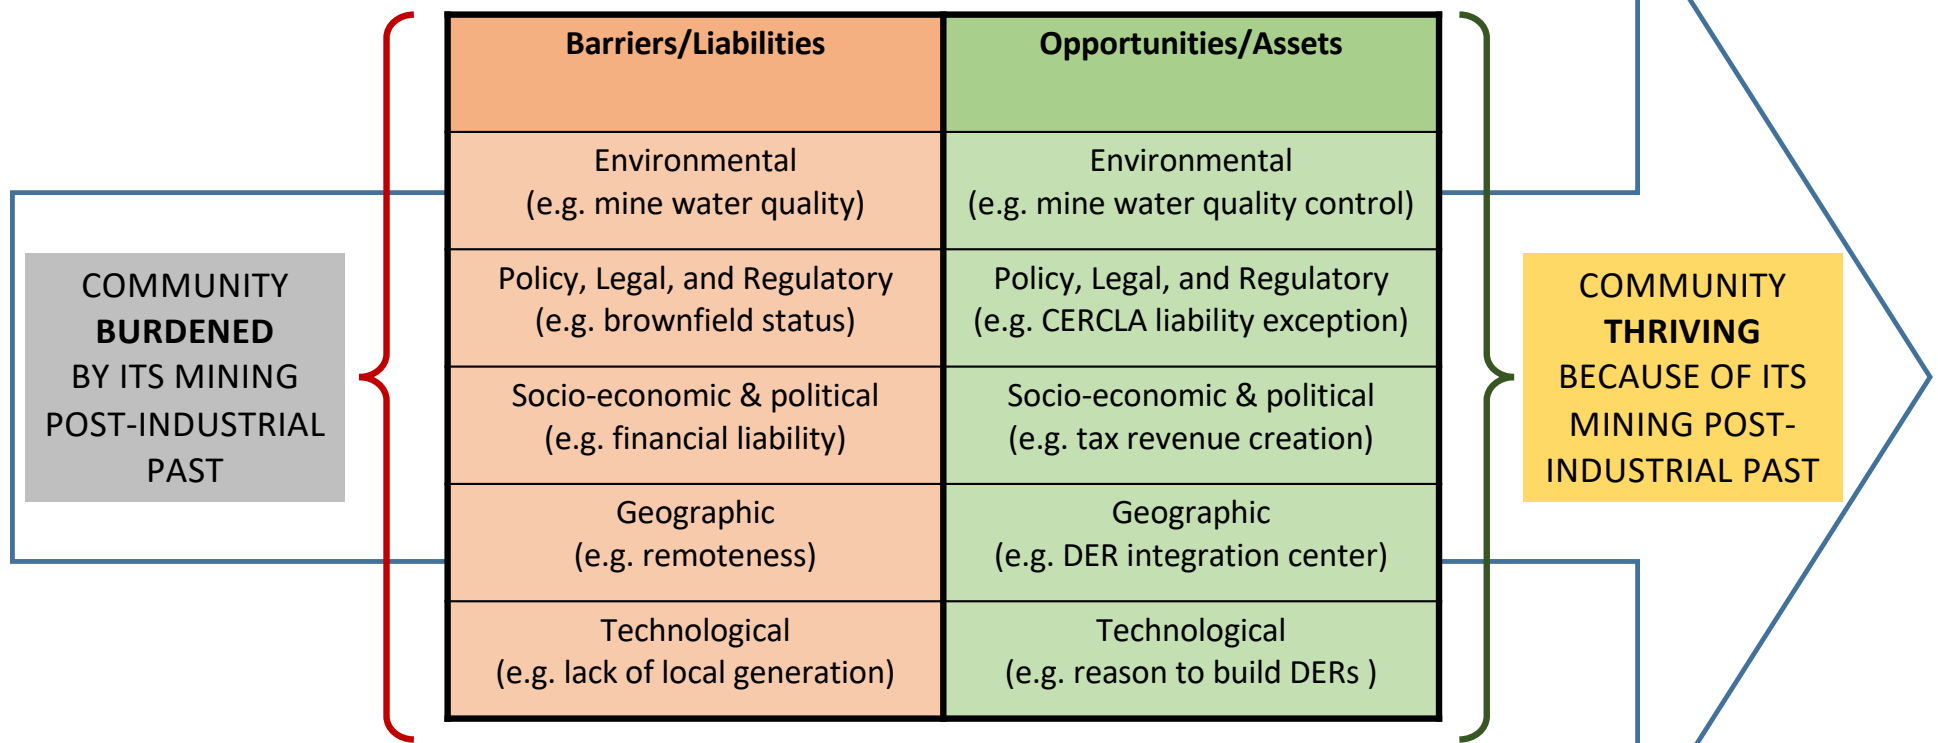 COMMUNITY
BURDENED
BY ITS MINING
POST-INDUSTRIAL
PAST
Barriers/Liabilities
Opportunities/Assets
Environmental
(e.g. mine water quality)
Environmental
(e.g. mine water quality control)
Policy, Legal, and Regulatory
(e.g. brownfield status)
Policy, Legal, and Regulatory
(e.g. CERCLA liability exception)
Socio-economic & political
(e.g. financial liability)
Socio-economic & political
(e.g. tax revenue creation)
Geographic
(e.g. remoteness)
Geographic
(e.g. DER integration center)
Technological
(e.g. lack of local generation)
Technological
(e.g. reason to build DERs )
COMMUNITY
THRIVING
BECAUSE OF ITS
MINING POST-
INDUSTRIAL PAST